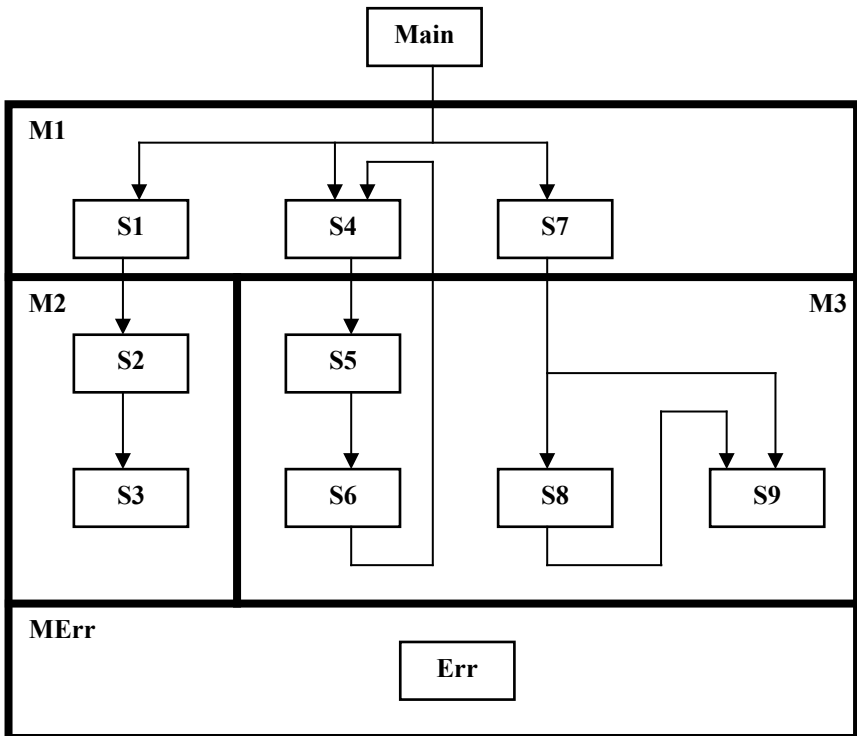 Main
M1
S1 S4 S7
M2 M3
S2 S5
S3 S6 S8 S9
MErr
Err